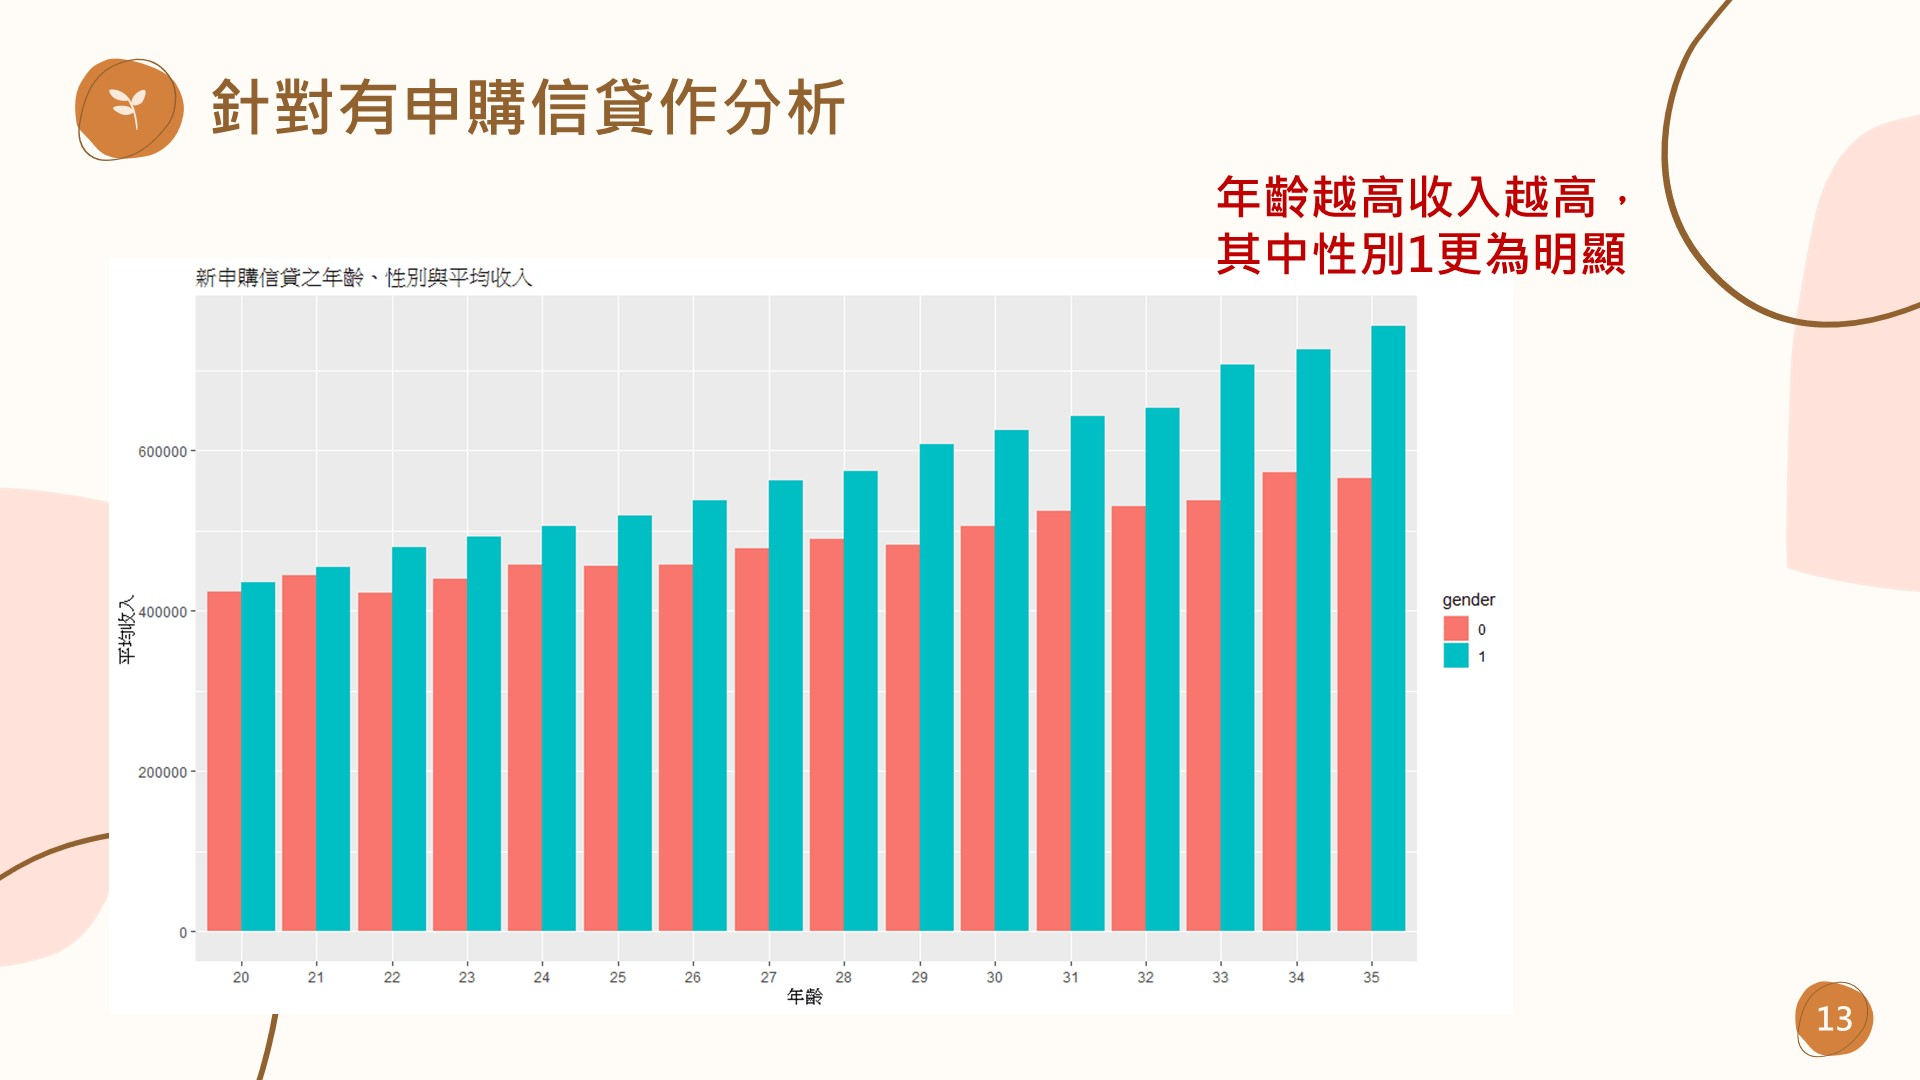 針對有申購信貸作分析
年齡越高收入越高，
其中性別1更為明顯
新申購信貸之年齡、性別與平均收入
平均收入
600000
400000
200000
0
20 21 22 23 24 25 26 27 28 29 30 31 32 33 34 35
年齡
gender
0
1
13